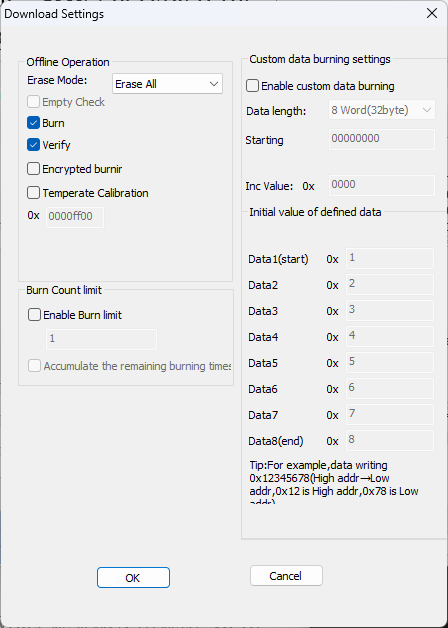 Download Settings
Offline Operation
Erase Mode: Erase All
Empty Check
Burn
Verify
Encrypted burnir
Temperate Calibration
0x 0000ff00
Burn Count limit
Enable Burn limit
1
Accumulate the remaining burning times
Custom data burning settings
Enable custom data burning
Data length: 8 Word(32byte)
Starting 00000000
Inc Value: 0x 0000
Initial value of defined data
Data1(start) 0x 1
Data2 0x 2
Data3 0x 3
Data4 0x 4
Data5 0x 5
Data6 0x 6
Data7 0x 7
Data8(end) 0x 8
Tip:For example,data writing
0x12345678(High addr→Low
addr,0x12 is High addr,0x78 is Low
addr)
OK
Cancel